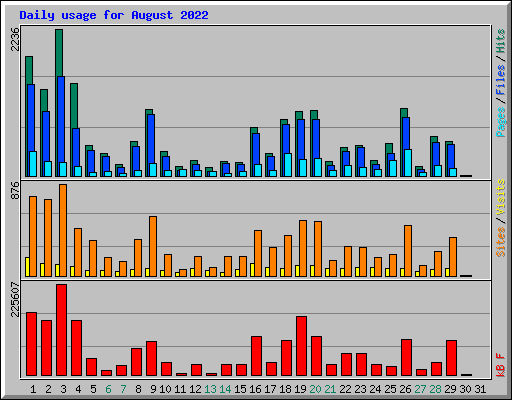 Daily usage for August 2022
2236
Pages / Files / Hits
876
Sites / Visits
225607
kB F
1 2 3 4 5 6 7 8 9 10 11 12 13 14 15 16 17 18 19 20 21 22 23 24 25 26 27 28 29 30 31